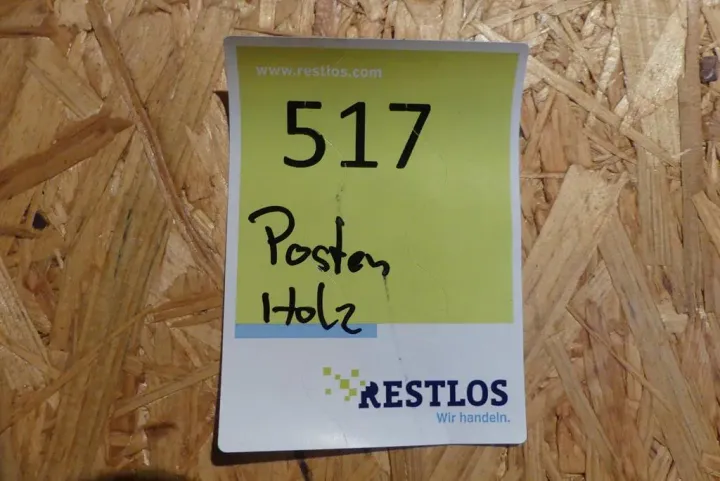 www.restlos.com
517
Posten
Holz
RESTLOS
Wir handeln.